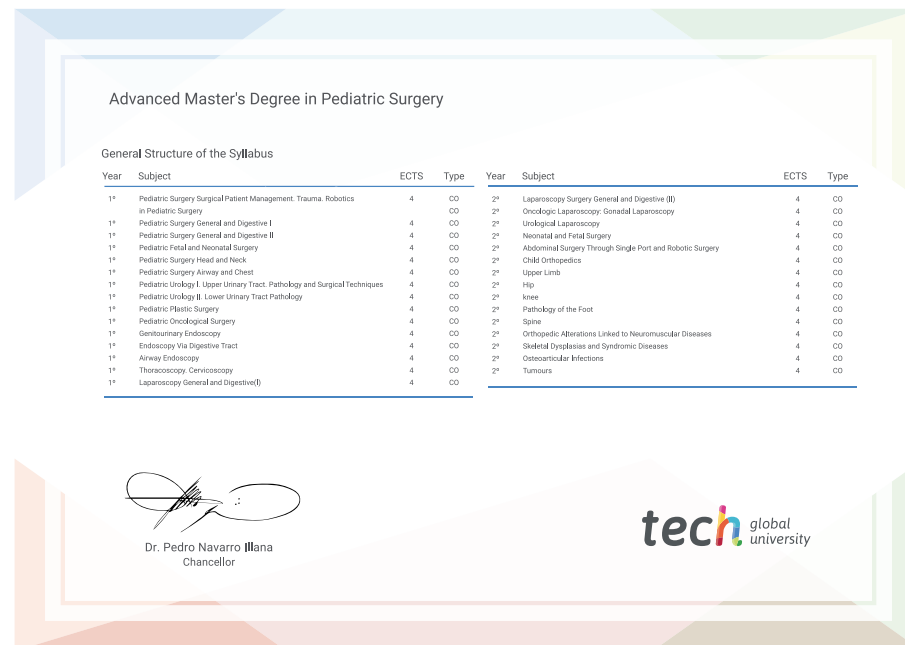 Advanced Master's Degree in Pediatric Surgery
General Structure of the Syllabus
Year Subject ECTS Type
1º Pediatric Surgery Surgical Patient Management. Trauma. Robotics 4 CO
in Pediatric Surgery CO
1º Pediatric Surgery General and Digestive I 4 CO
1º Pediatric Surgery General and Digestive II 4 CO
1º Pediatric Fetal and Neonatal Surgery 4 CO
1º Pediatric Surgery Head and Neck 4 CO
1º Pediatric Surgery Airway and Chest 4 CO
1º Pediatric Urology I. Upper Urinary Tract. Pathology and Surgical Techniques 4 CO
1º Pediatric Urology II. Lower Urinary Tract Pathology 4 CO
1º Pediatric Plastic Surgery 4 CO
1º Pediatric Oncological Surgery 4 CO
1º Genitourinary Endoscopy 4 CO
1º Endoscopy Via Digestive Tract 4 CO
1º Airway Endoscopy 4 CO
1º Thoracoscopy. Cervicoscopy 4 CO
1º Laparoscopy General and Digestive(I) 4 CO
Year Subject ECTS Type
2º Laparoscopy Surgery General and Digestive (II) 4 CO
2º Oncologic Laparoscopy: Gonadal Laparoscopy 4 CO
2º Urological Laparoscopy 4 CO
2º Neonatal and Fetal Surgery 4 CO
2º Abdominal Surgery Through Single Port and Robotic Surgery 4 CO
2º Child Orthopedics 4 CO
2º Upper Limb 4 CO
2º Hip 4 CO
2º knee 4 CO
2º Pathology of the Foot 4 CO
2º Spine 4 CO
2º Orthopedic Alterations Linked to Neuromuscular Diseases 4 CO
2º Skeletal Dysplasias and Syndromic Diseases 4 CO
2º Osteoarticular Infections 4 CO
2º Tumours 4 CO
Dr. Pedro Navarro Illana
Chancellor
tech global
university